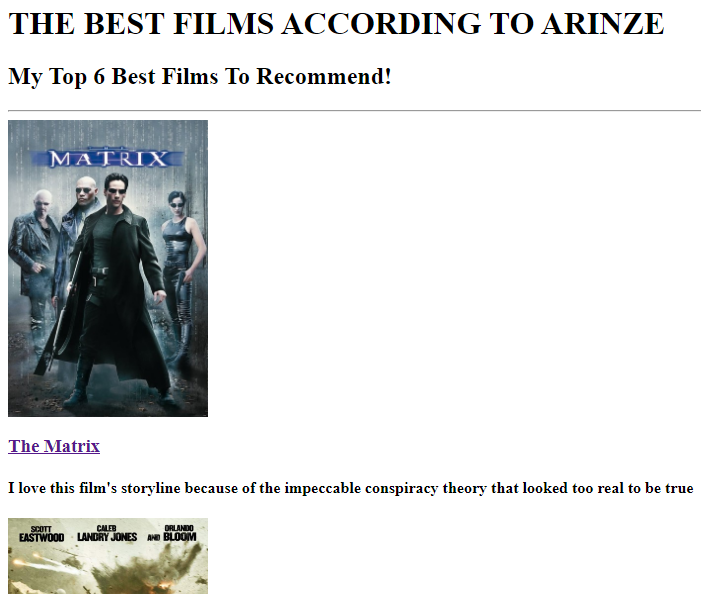 THE BEST FILMS ACCORDING TO ARINZE
My Top 6 Best Films To Recommend!
MATRIX
The Matrix
I love this film's storyline because of the impeccable conspiracy theory that looked too real to be true
SCOTT CALEB ORLANDO
EASTWOOD LANDRY JONES AND BLOOM